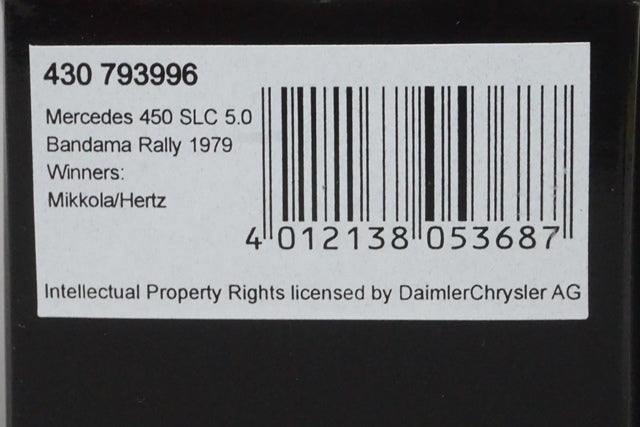 430 793996
Mercedes 450 SLC 5.0
Bandama Rally 1979
Winners:
Mikkola/Hertz
4 012138 053687
Intellectual Property Rights licensed by DaimlerChrysler AG